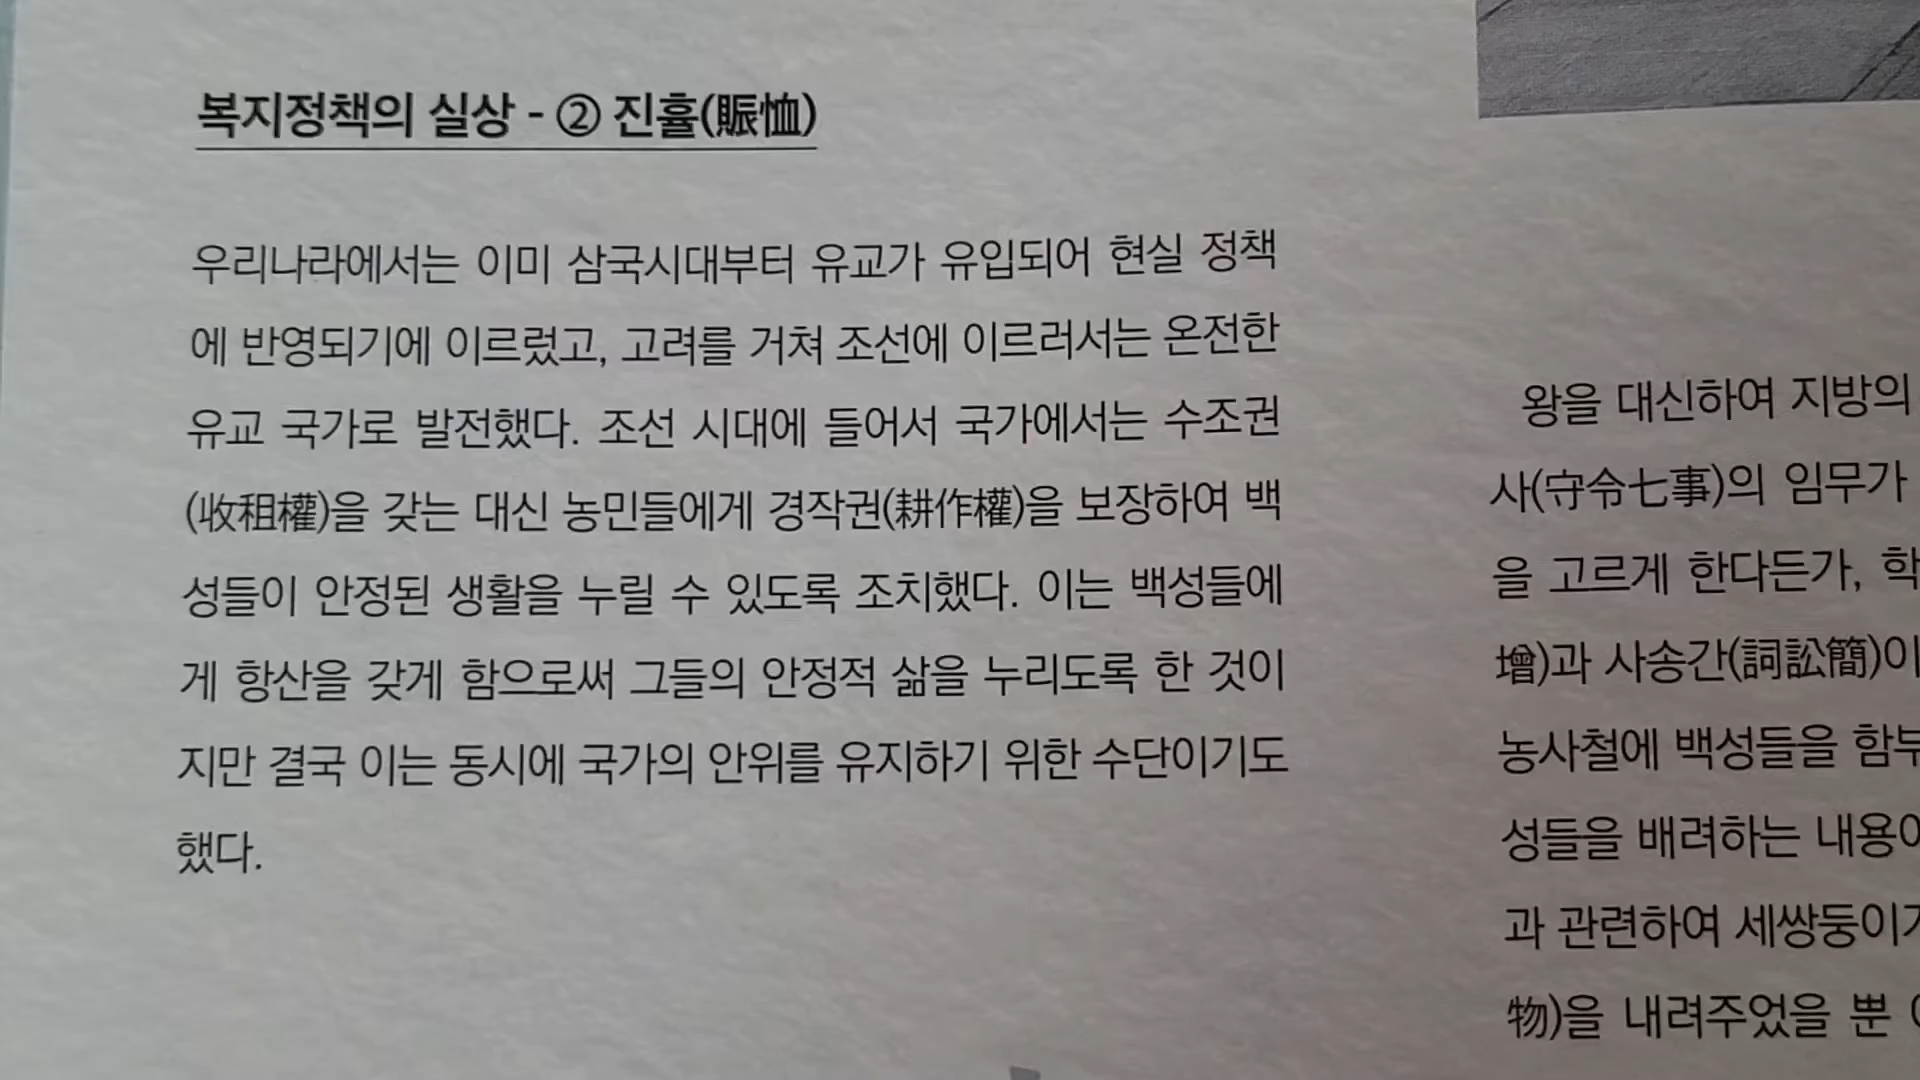 복지정책의 실상 - ② 진휼(賑恤)
우리나라에서는 이미 삼국시대부터 유교가 유입되어 현실 정책
에 반영되기에 이르렀고, 고려를 거쳐 조선에 이르러서는 온전한
유교 국가로 발전했다. 조선 시대에 들어서 국가에서는 수조권
(收租權)을 갖는 대신 농민들에게 경작권(耕作權)을 보장하여 백
성들이 안정된 생활을 누릴 수 있도록 조치했다. 이는 백성들에
게 항산을 갖게 함으로써 그들의 안정적 삶을 누리도록 한 것이
지만 결국 이는 동시에 국가의 안위를 유지하기 위한 수단이기도
했다.
왕을 대신하여 지방의
사(守令七事)의 임무가
을 고르게 한다든가, 학
增)과 사송간(詞訟簡)이
농사철에 백성들을 함부
성들을 배려하는 내용이
과 관련하여 세쌍둥이가
物)을 내려주었을 뿐